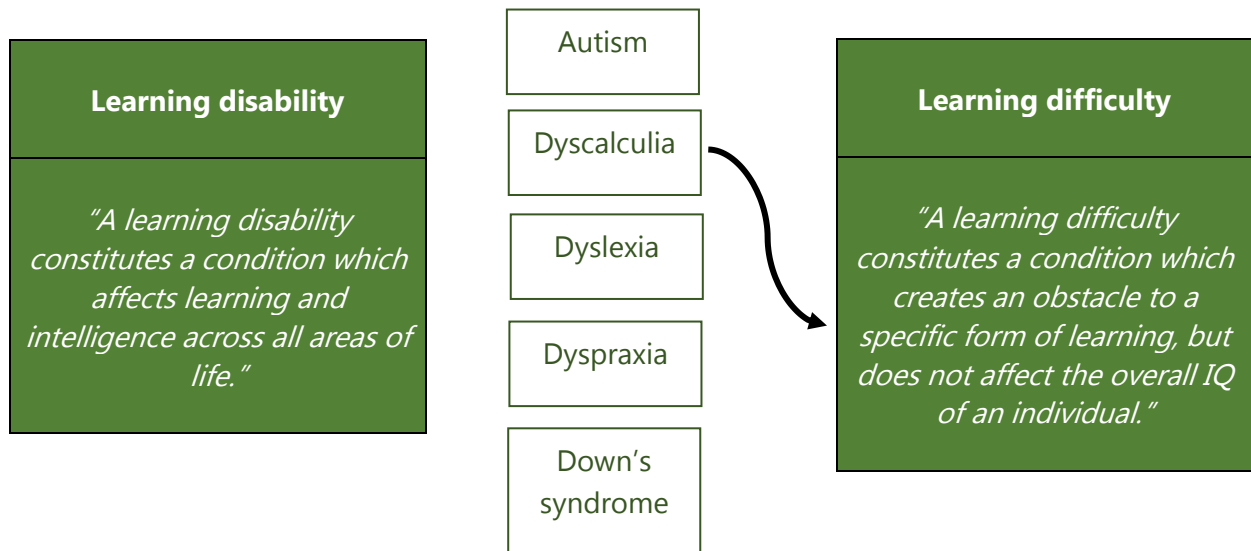 Learning disability
“A learning disability
constitutes a condition which
affects learning and
intelligence across all areas of
life.”
Autism
Dyscalculia
Dyslexia
Dyspraxia
Down’s
syndrome
Learning difficulty
“A learning difficulty
constitutes a condition which
creates an obstacle to a
specific form of learning, but
does not affect the overall IQ
of an individual.”